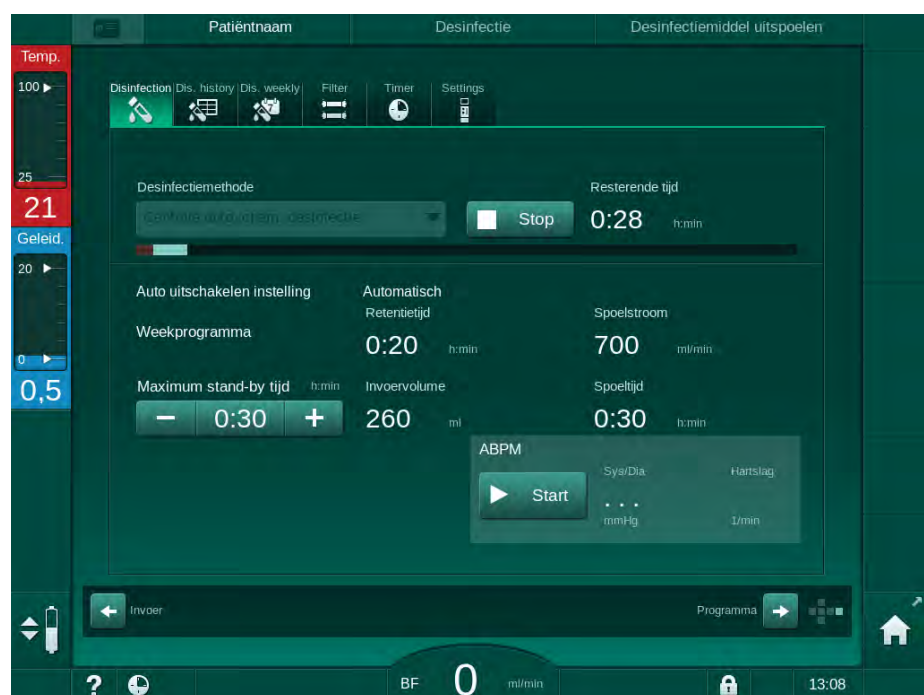 Patiëntnaam Desinfectie Desinfectiemiddel uitspoelen
Temp.
100
25
21
Geleid.
20
0
0,5
Disinfection Dis. history Dis. weekly Filter Timer Settings
7
Desinfectiemethode Resterende tijd
Stop 0:28 h:min
Auto uitschakelen instelling Automatisch
Retentietijd Spoelstroom
Weekprogramma
0:20 h:min 700 ml/min
Maximum stand-by tijd h:min Invoervolume Spoeltijd
− 0:30 + 260 ml 0:30 h:min
ABPM
Sys/Dia Hartslag
Start . . .
mmHg 1/min
Invoer Programma
? BF 0 ml/min 13:08